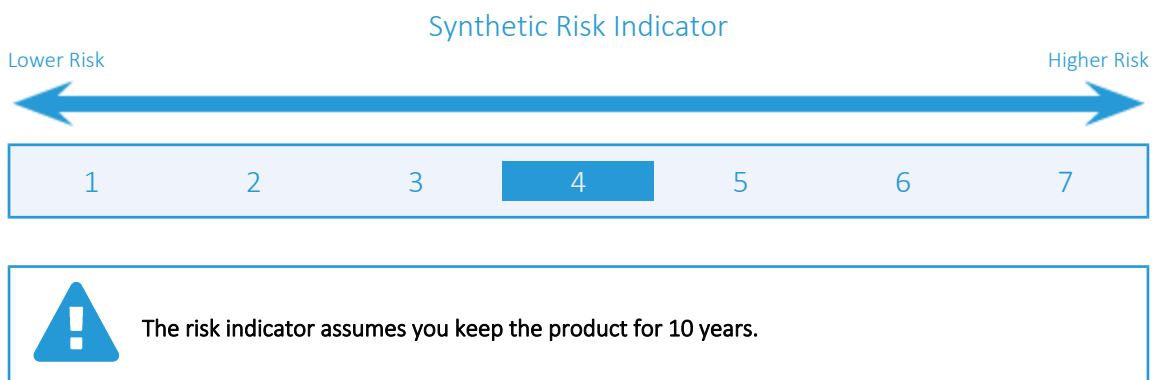 Synthetic Risk Indicator
Lower Risk Higher Risk
1 2 3 4 5 6 7
The risk indicator assumes you keep the product for 10 years.